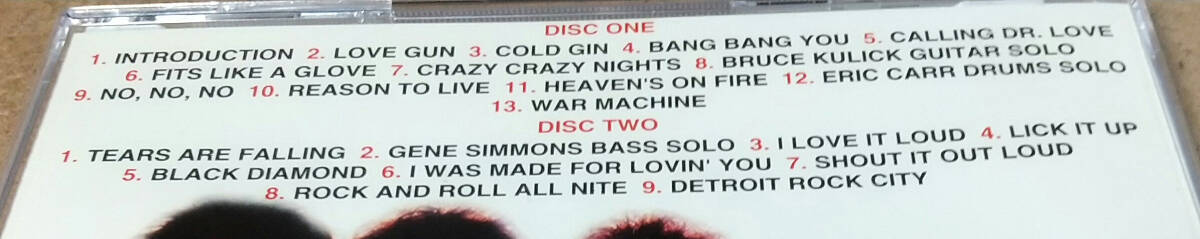 DISC ONE
1. INTRODUCTION 2. LOVE GUN 3. COLD GIN 4. BANG BANG YOU 5. CALLING DR. LOVE
6. FITS LIKE A GLOVE 7. CRAZY CRAZY NIGHTS 8. BRUCE KULICK GUITAR SOLO
9. NO, NO, NO 10. REASON TO LIVE 11. HEAVEN'S ON FIRE 12. ERIC CARR DRUMS SOLO
13. WAR MACHINE
DISC TWO
1. TEARS ARE FALLING 2. GENE SIMMONS BASS SOLO 3. I LOVE IT LOUD 4. LICK IT UP
5. BLACK DIAMOND 6. I WAS MADE FOR LOVIN' YOU 7. SHOUT IT OUT LOUD
8. ROCK AND ROLL ALL NITE 9. DETROIT ROCK CITY